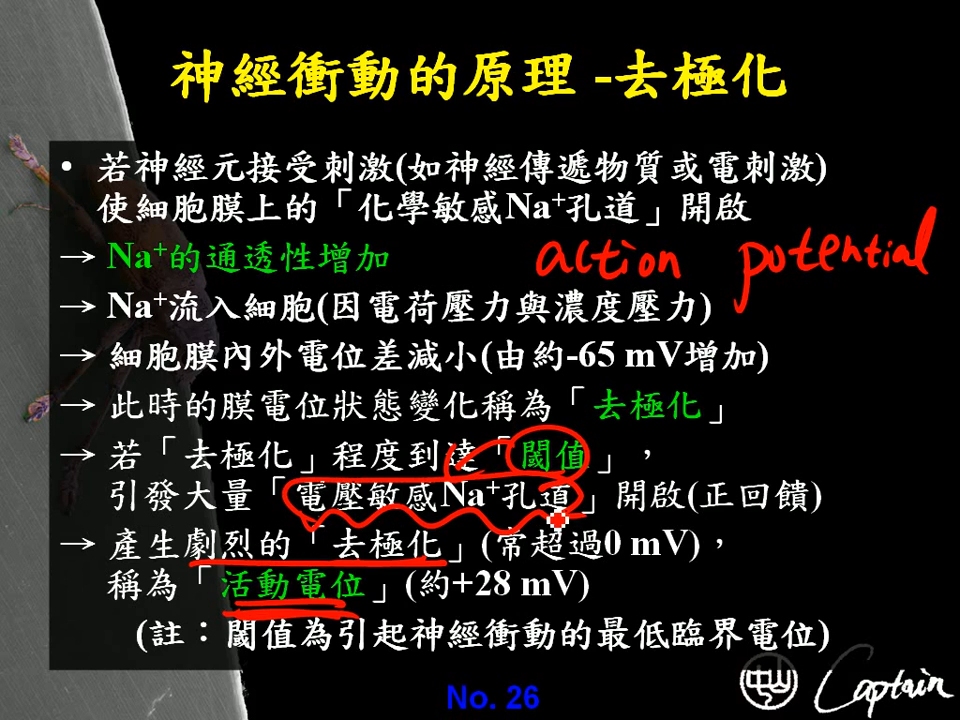 神經衝動的原理 -去極化
• 若神經元接受刺激(如神經傳遞物質或電刺激)
使細胞膜上的「化學敏感Na⁺孔道」開啟
→ Na⁺的通透性增加
action potential
→ Na⁺流入細胞(因電荷壓力與濃度壓力)
→ 細胞膜內外電位差減小(由約-65 mV增加)
→ 此時的膜電位狀態變化稱為「去極化」
→ 若「去極化」程度到達「閾值」，
引發大量「電壓敏感Na⁺孔道」開啟(正回饋)
→ 產生劇烈的「去極化」(常超過0 mV)，
稱為「活動電位」(約+28 mV)
(註：閾值為引起神經衝動的最低臨界電位)
No. 26
Captain